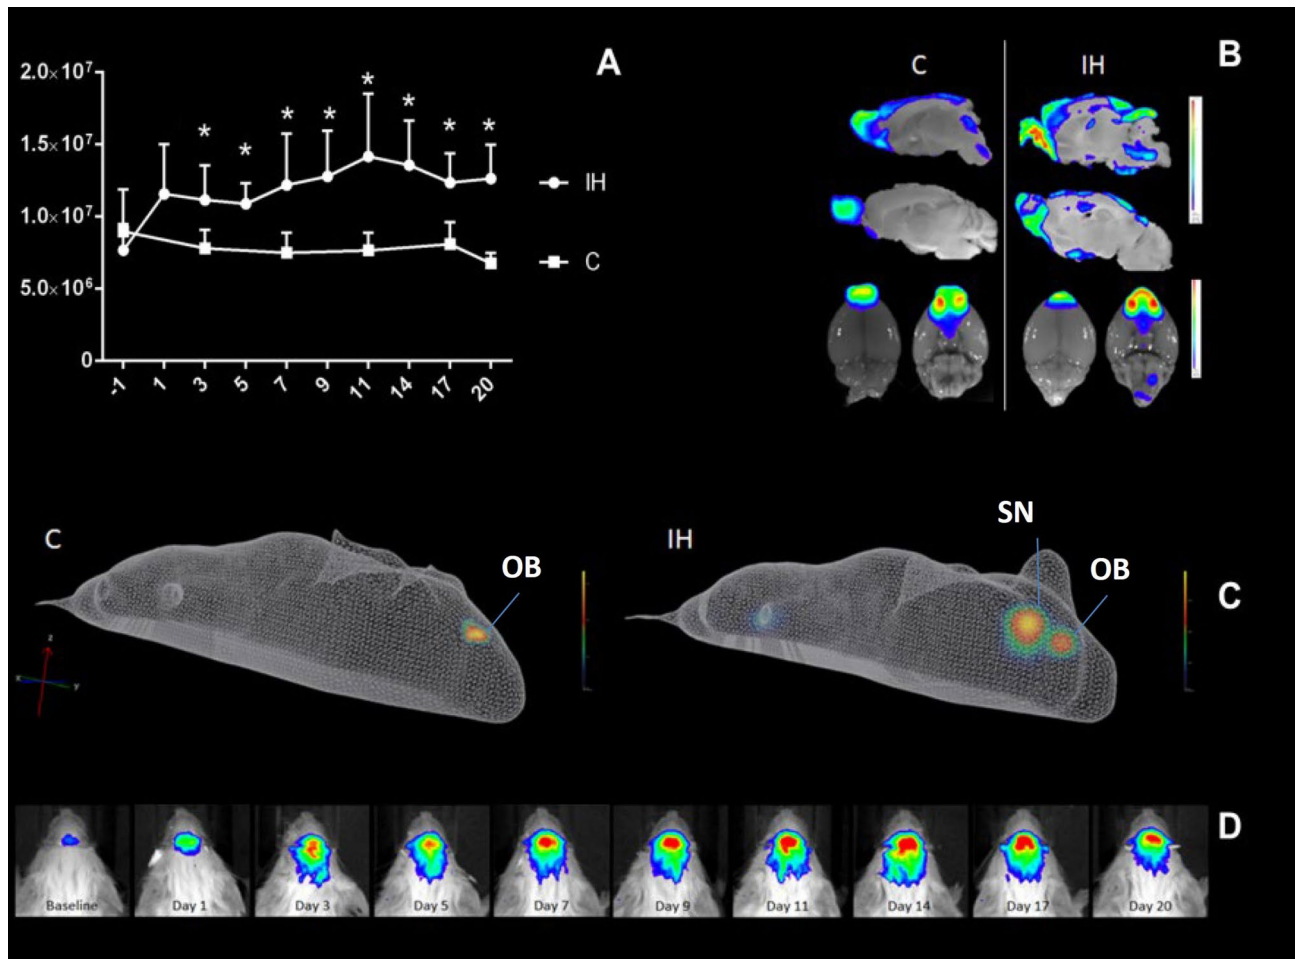 A
2.0×10⁷
1.5×10⁷
1.0×10⁷
5.0×10⁶
0
-1 1 3 5 7 9 11 14 17 20
* * * * * * * *
IH
C
B
C IH
C
C OB
IH SN OB
z
x y
D
Baseline Day 1 Day 3 Day 5 Day 7 Day 9 Day 11 Day 14 Day 17 Day 20